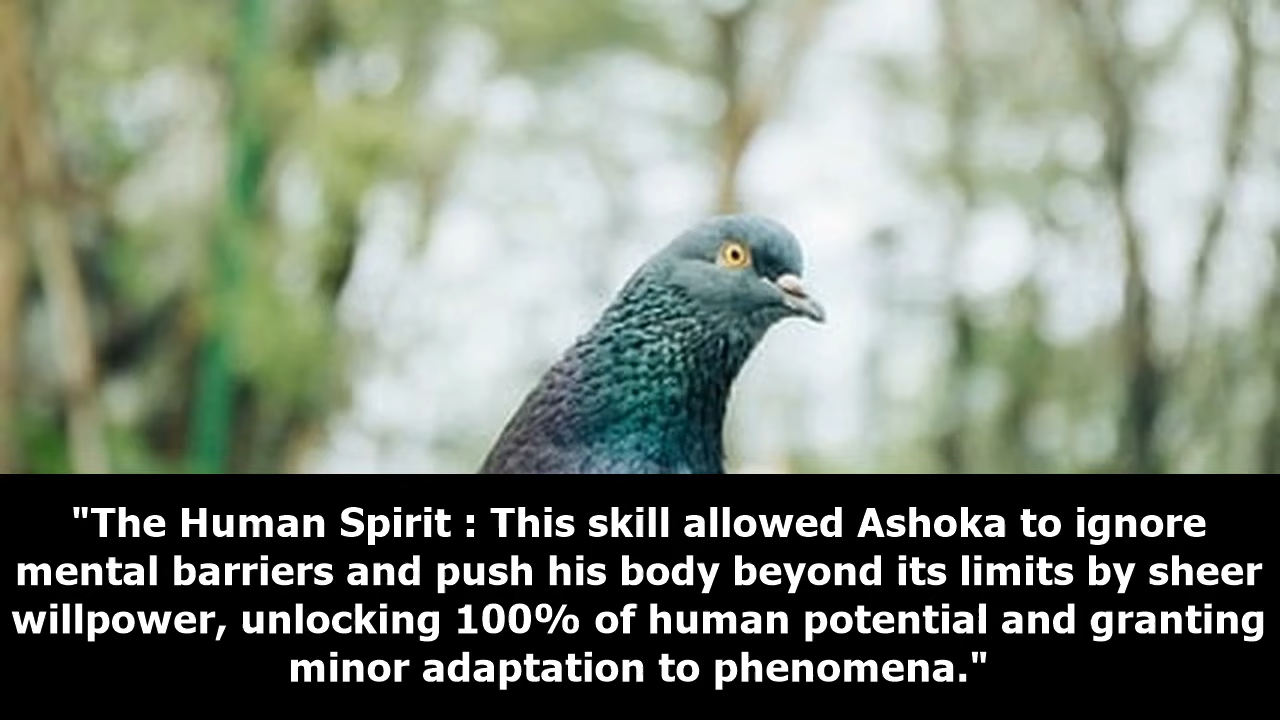 "The Human Spirit : This skill allowed Ashoka to ignore
mental barriers and push his body beyond its limits by sheer
willpower, unlocking 100% of human potential and granting
minor adaptation to phenomena."